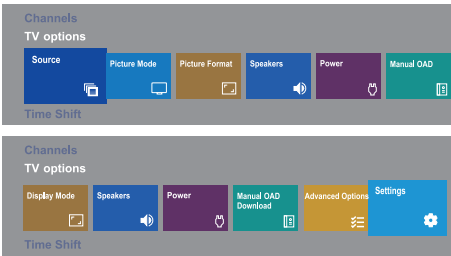 Channels
TV options
Source
Picture Mode
Picture Format
Speakers
Power
Manual OAD
Time Shift
Channels
TV options
Display Mode
Speakers
Power
Manual OAD
Download
Advanced Options
Settings
Time Shift